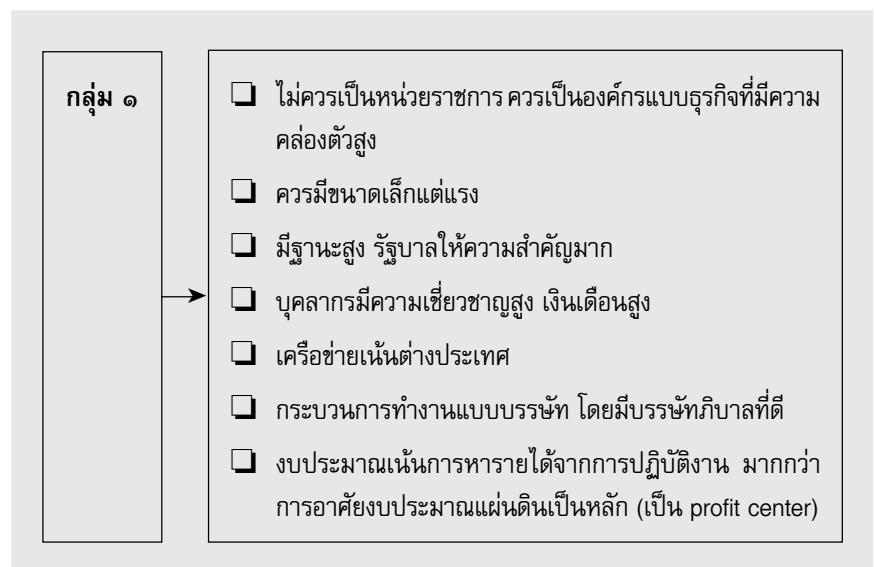 กลุ่ม ๑
❏ ไม่ควรเป็นหน่วยราชการ ควรเป็นองค์กรแบบธุรกิจที่มีความ
คล่องตัวสูง
❏ ควรมีขนาดเล็กแต่แรง
❏ มีฐานะสูง รัฐบาลให้ความสำคัญมาก
❏ บุคลากรมีความเชี่ยวชาญสูง เงินเดือนสูง
❏ เครือข่ายเน้นต่างประเทศ
❏ กระบวนการทำงานแบบบรรษัท โดยมีบรรษัทภิบาลที่ดี
❏ งบประมาณเน้นการหารายได้จากการปฏิบัติงาน มากกว่า
การอาศัยงบประมาณแผ่นดินเป็นหลัก (เป็น profit center)